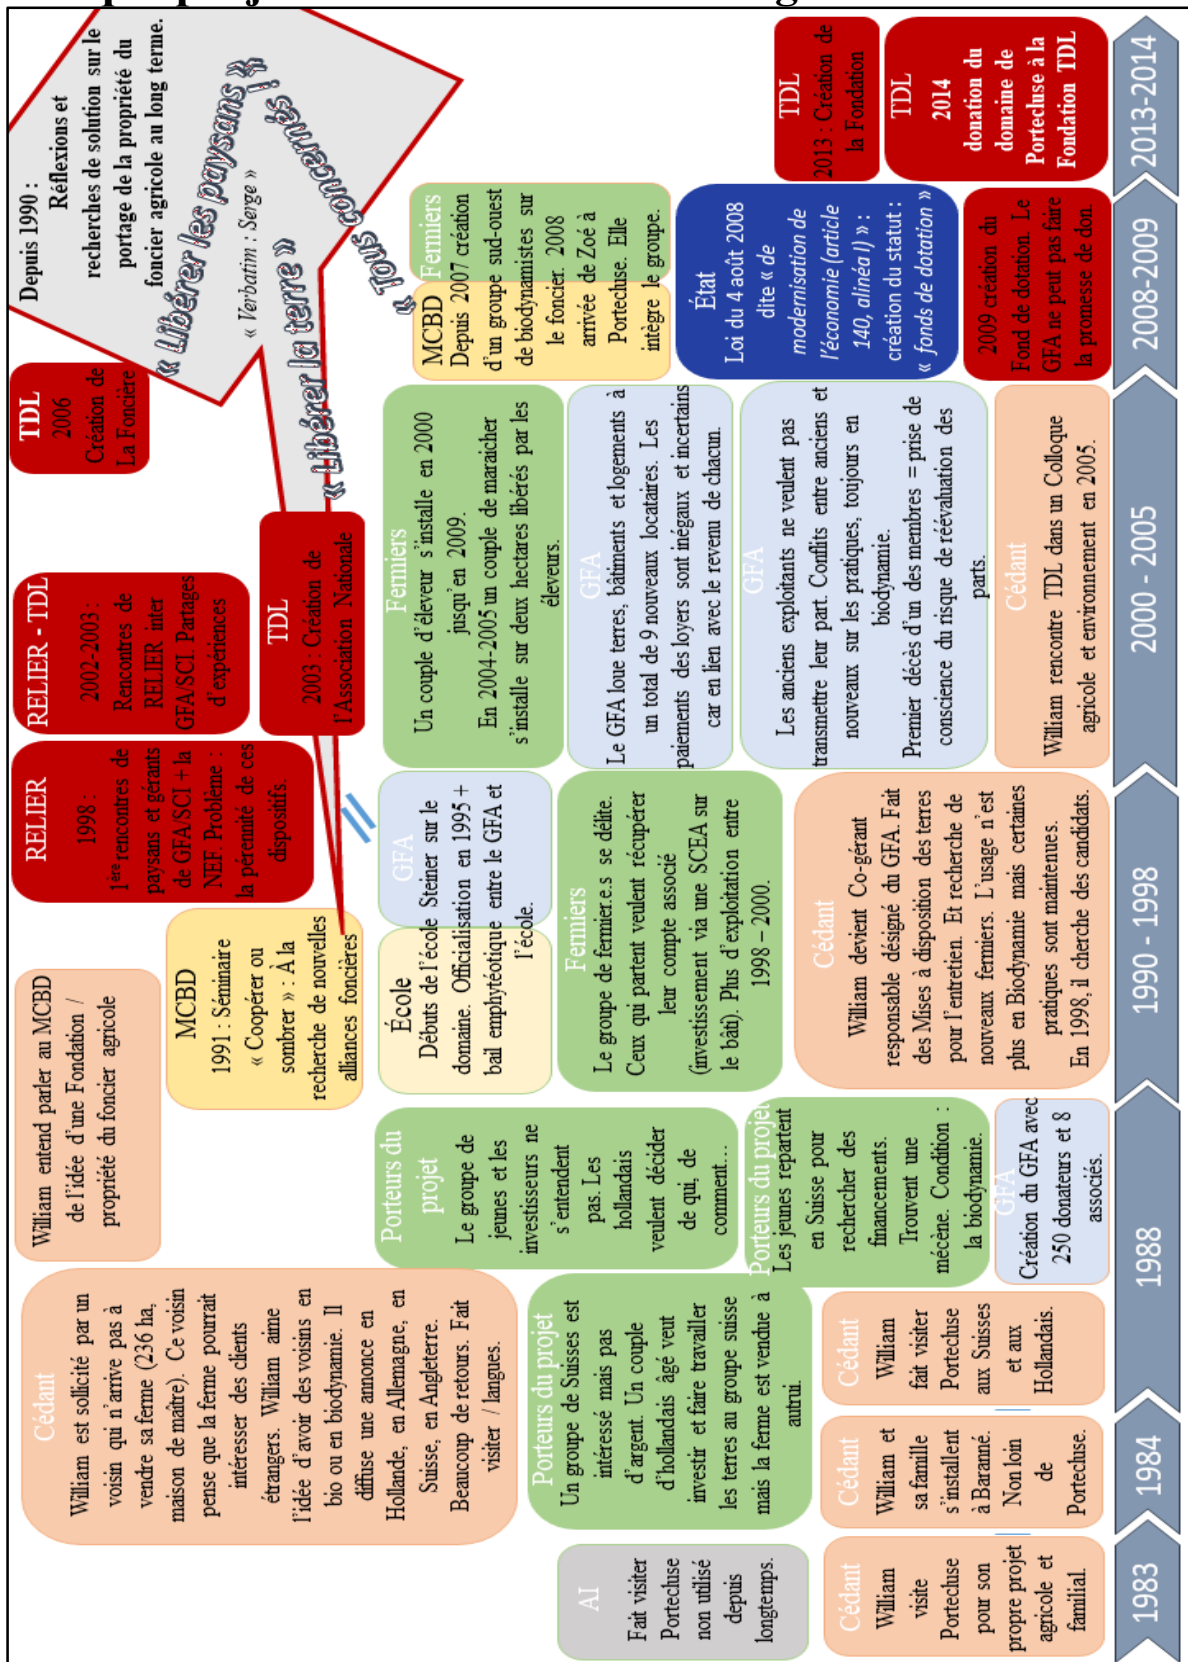 AI
Fait visiter
Portecluse
non utilisé
depuis
longtemps.
Cédant
William
visite
Portecluse
pour son
propre projet
agricole et
familial.
1983
Cédant
William est sollicité par un
voisin qui n'arrive pas à
vendre sa ferme (236 ha,
maison de maître). Ce voisin
pense que la ferme pourrait
intéresser des clients
étrangers. William aime
l'idée d'avoir des voisins en
bio ou en biodynamie. Il
diffuse une annonce en
Hollande, en Allemagne, en
Suisse, en Angleterre.
Beaucoup de retours. Fait
visiter / langues.
Porteurs du projet
Un groupe de Suisses est
intéressé mais pas
d'argent. Un couple
d'hollandais âgé veut
investir et faire travailler
les terres au groupe suisse
mais la ferme est vendue à
autrui.
Cédant
William et
sa famille
s'installent
à Baranné.
Non loin
de
Portecluse.
1984
Cédant
William
fait visiter
Portecluse
aux Suisses
et aux
Hollandais.
William entend parler au MCBD
de l'idée d'une Fondation /
propriété du foncier agricole
Porteurs du
projet
Le groupe de
jeunes et les
investisseurs ne
s'entendent
pas. Les
hollandais
veulent décider
de qui, de
comment…
Porteurs du projet
Les jeunes repartent
en Suisse pour
rechercher des
financements.
Trouvent une
mécène. Condition :
la biodynamie.
GFA
Création du GFA avec
250 donateurs et 8
associés.
1988
MCBD
1991 : Séminaire
« Coopérer ou
sombrer » : À la
recherche de nouvelles
alliances foncières
RELIER
1998 :
1ère rencontres de
paysans et gérants
de GFA/SCI + la
NEF. Problème :
la pérennité de ces
dispositifs.
École
GFA
Débuts de l'école Steiner sur le
domaine. Officialisation en 1995 +
bail emphytéotique entre le GFA et
l'école.
Fermiers
Le groupe de fermier.e.s se délite.
Ceux qui partent veulent récupérer
leur compte associé
(investissement via une SCEA sur
le bâti). Plus d'exploitation entre
1998 – 2000.
Cédant
William devient Co-gérant
responsable désigné du GFA. Fait
des Mises à disposition des terres
pour l'entretien. Et recherche de
nouveaux fermiers. L'usage n'est
plus en Biodynamie mais certaines
pratiques sont maintenues.
En 1998, il cherche des candidats.
1990 - 1998
RELIER - TDL
2002-2003 :
Rencontres de
RELIER inter
GFA/SCI. Partages
d'expériences
TDL
2003 : Création de
l'Association Nationale
TDL
2006
Création de
La Foncière
Fermiers
Un couple d'éleveur s'installe en 2000
jusqu'en 2009.
En 2004-2005 un couple de maraicher
s'installe sur deux hectares libérés par les
éleveurs.
GFA
Le GFA loue terres, bâtiments et logements à
un total de 9 nouveaux locataires. Les
paiements des loyers sont inégaux et incertains
car en lien avec le revenu de chacun.
GFA
Les anciens exploitants ne veulent pas
transmettre leur part. Conflits entre anciens et
nouveaux sur les pratiques, toujours en
biodynamie.
Premier décès d'un des membres = prise de
conscience du risque de réévaluation des
parts.
Cédant
William rencontre TDL dans un Colloque
agricole et environnement en 2005.
2000 - 2005
Depuis 1990 :
Réflexions et
recherches de solution sur le
portage de la propriété du
foncier agricole au long terme.
« Libérer les paysans »
« Verbatim : Serge »
« Libérer la terre »
« Tous concernés ! »
MCBD
Fermiers
Depuis 2007 création
d'un groupe sud-ouest
de biodynamistes sur
le foncier. 2008
arrivée de Zoé à
Portecluse. Elle
intègre le groupe.
État
Loi du 4 août 2008
dite « de
modernisation de
l'économie (article
140, alinéa I) » :
création du statut :
« fonds de dotation »
2009 création du
Fond de dotation. Le
GFA ne peut pas faire
la promesse de don.
2008-2009
TDL
2013 : Création de
la Fondation
TDL
2014
donation du
domaine de
Portecluse à la
Fondation TDL
2013-2014